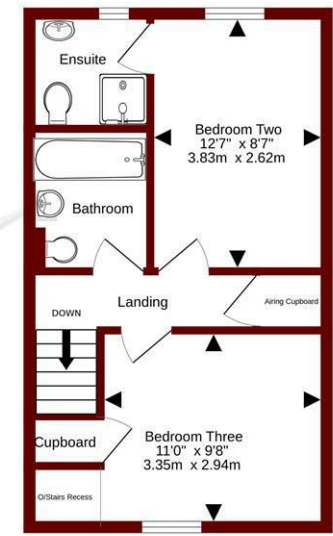 Ensuite
Bedroom Two
12'7" x 8'7"
3.83m x 2.62m
Bathroom
Landing
Airing Cupboard
DOWN
Cupboard
Bedroom Three
11'0" x 9'8"
3.35m x 2.94m
O/Stairs Recess